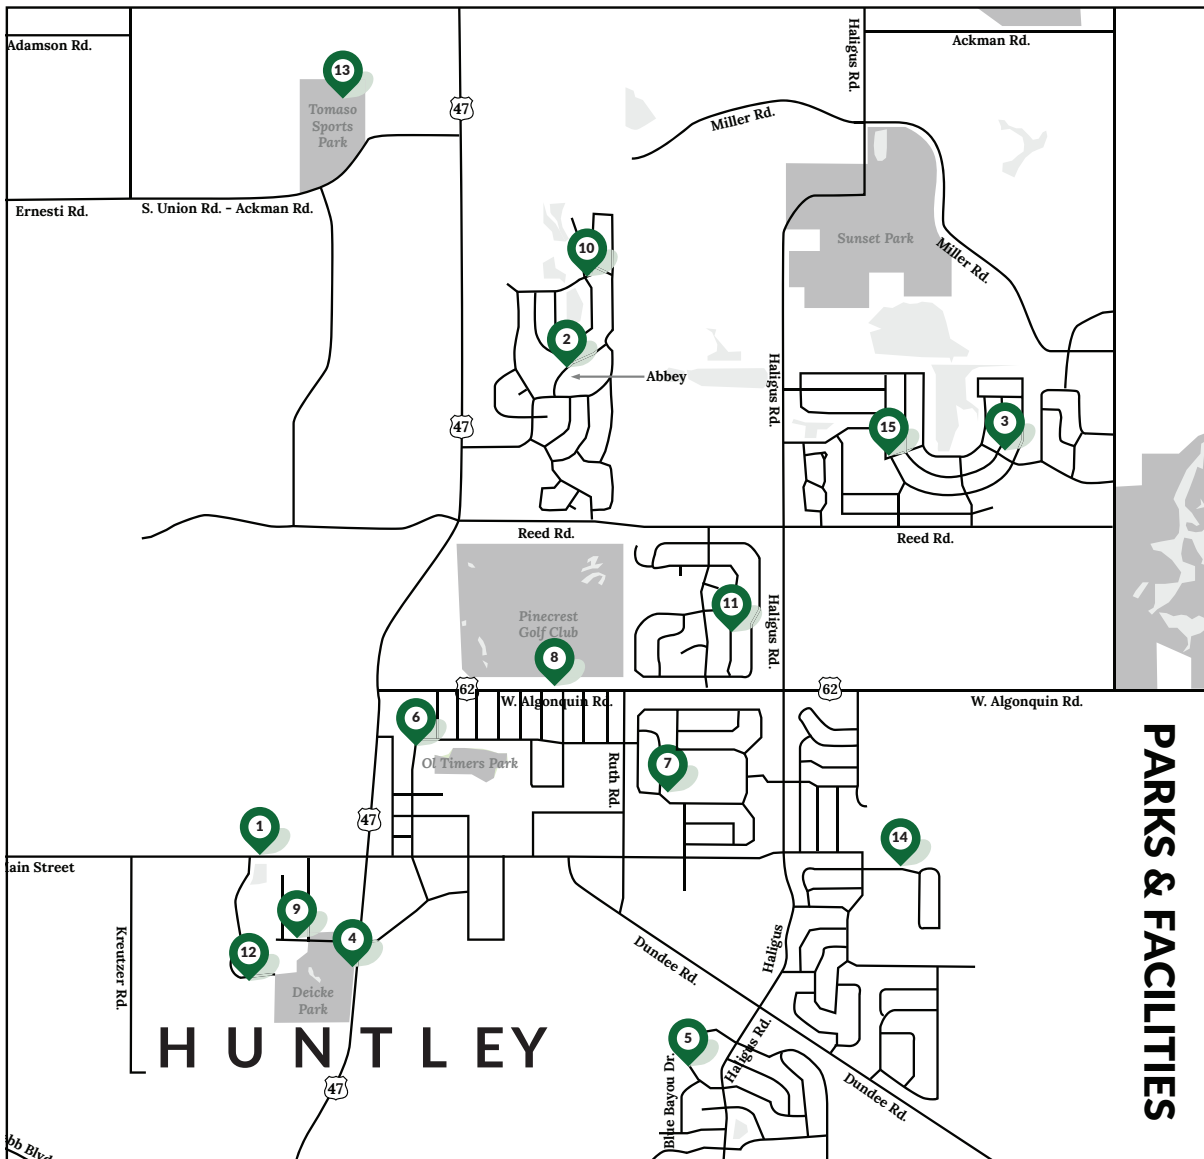 Adamson Rd.
13
Tomaso
Sports
Park
47
Haligus Rd.
Ackman Rd.
Miller Rd.
Ernesti Rd.
S. Union Rd. - Ackman Rd.
10
Sunset Park
Miller Rd.
2
Abbey
Haligus Rd.
47
15
3
Reed Rd.
Reed Rd.
Pinecrest
Golf Club
11
Haligus Rd.
8
62
W. Algonquin Rd.
62
W. Algonquin Rd.
6
Ol Timers Park
Ruth Rd.
7
47
1
14
ain Street
9
4
12
Deicke
Park
Kreutzer Rd.
Dundee Rd.
Haligus
HUNTLEY
5
Haligus Rd.
Blue Bayou Dr.
Dundee Rd.
47
bb Blvd
PARKS & FACILITIES